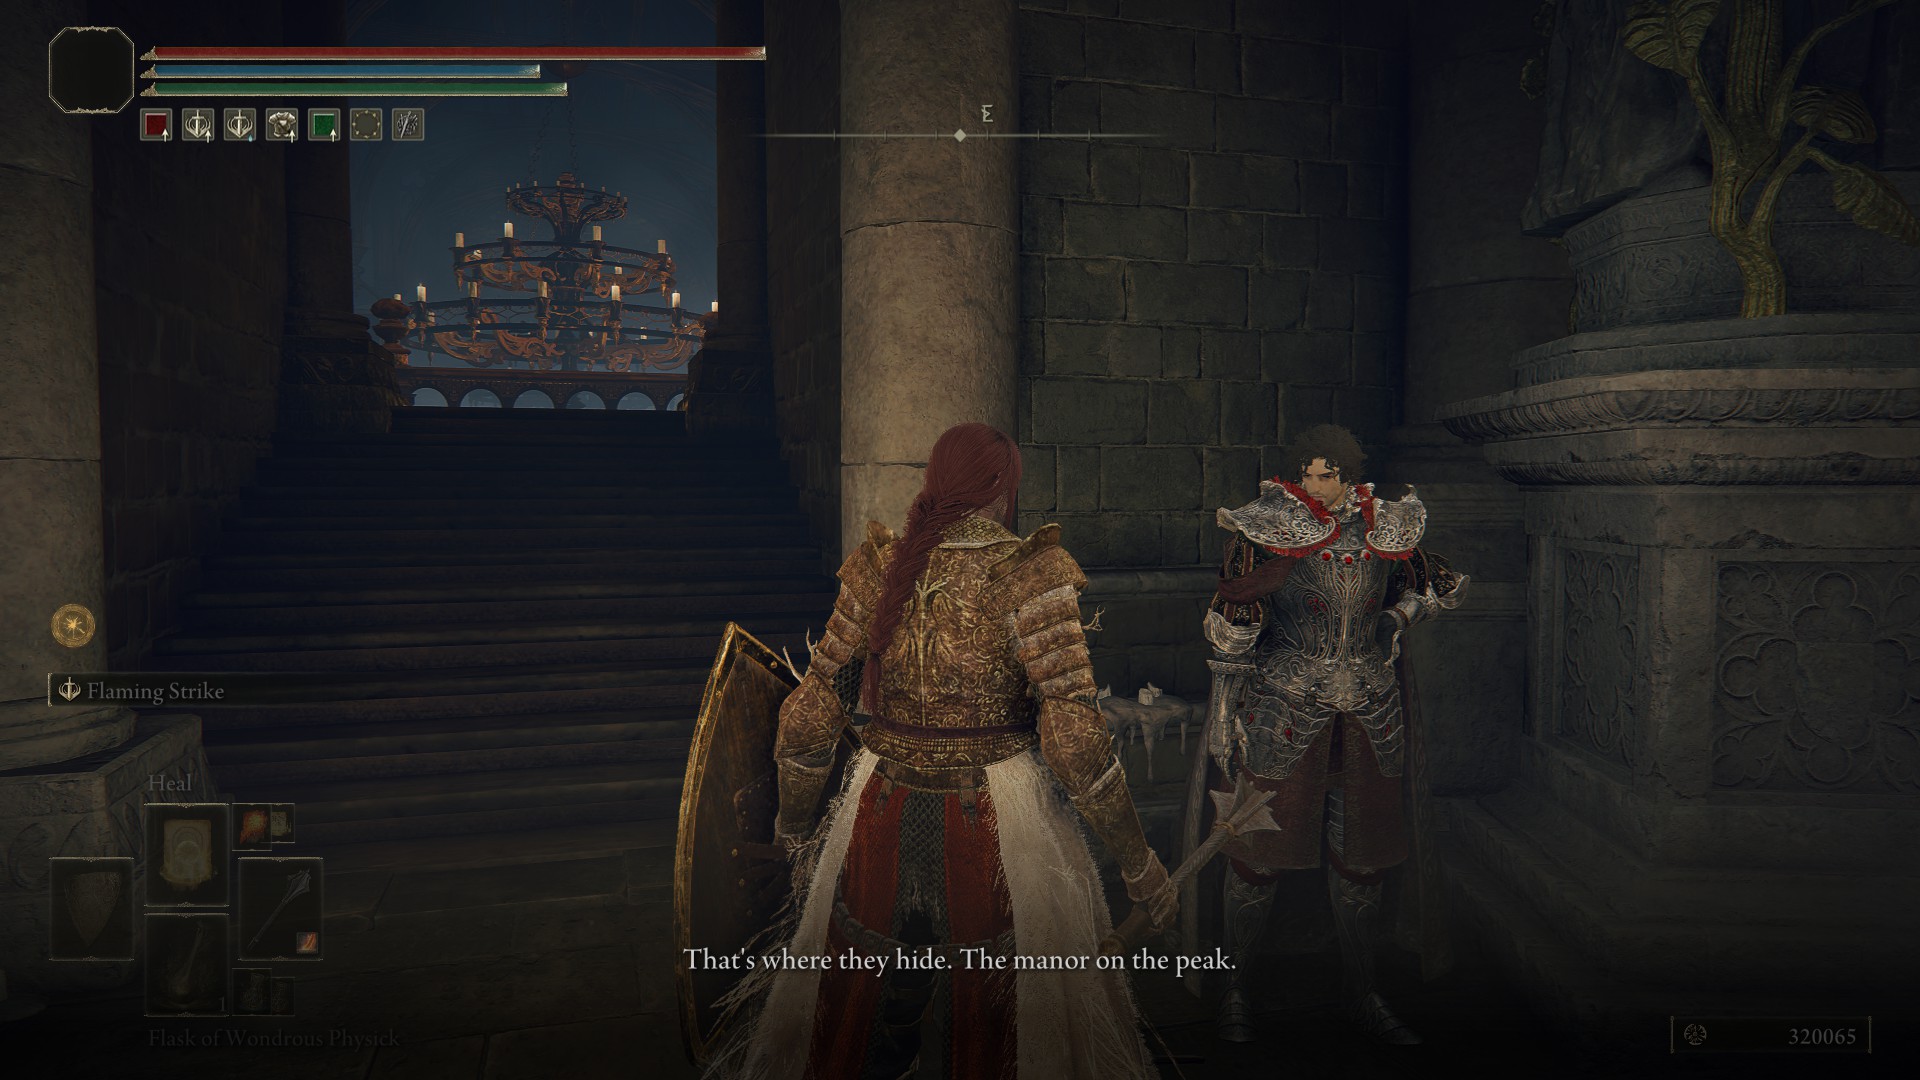 E
Flaming Strike
Heal
1
Flask of Wondrous Physick
That's where they hide. The manor on the peak.
320065